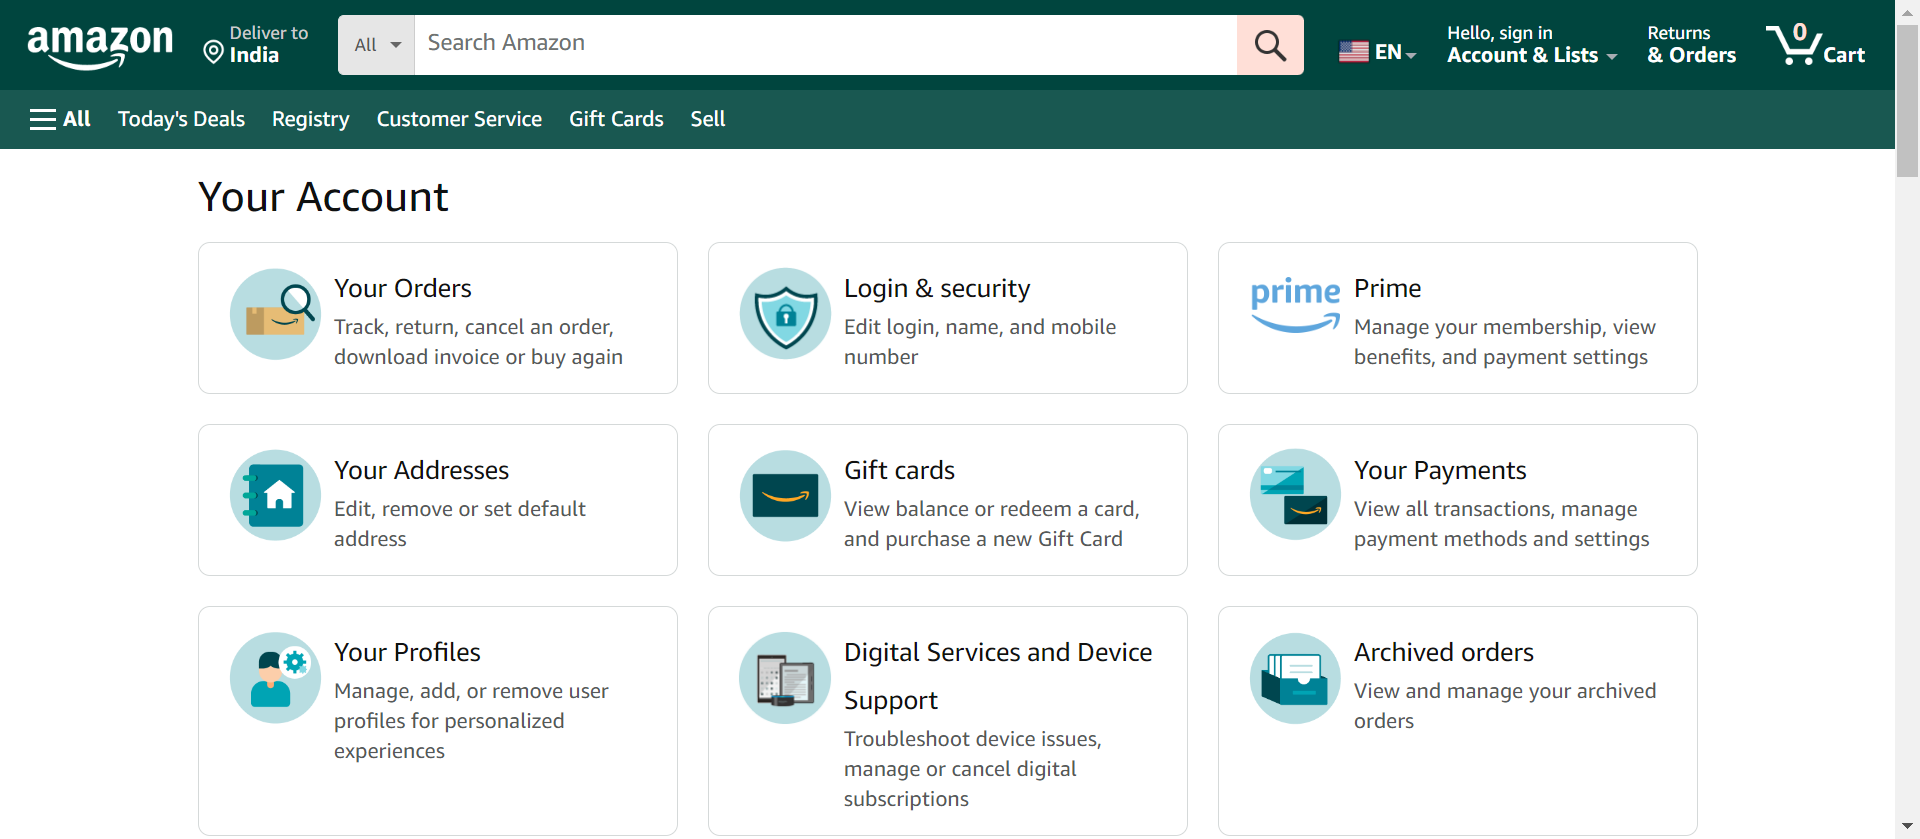 amazon
Deliver to
India
All
Search Amazon
EN
Hello, sign in
Account & Lists
Returns
& Orders
0
Cart
All
Today's Deals
Registry
Customer Service
Gift Cards
Sell
Your Account
Your Orders
Track, return, cancel an order,
download invoice or buy again
Login & security
Edit login, name, and mobile
number
prime
Prime
Manage your membership, view
benefits, and payment settings
Your Addresses
Edit, remove or set default
address
Gift cards
View balance or redeem a card,
and purchase a new Gift Card
Your Payments
View all transactions, manage
payment methods and settings
Your Profiles
Manage, add, or remove user
profiles for personalized
experiences
Digital Services and Device
Support
Troubleshoot device issues,
manage or cancel digital
subscriptions
Archived orders
View and manage your archived
orders